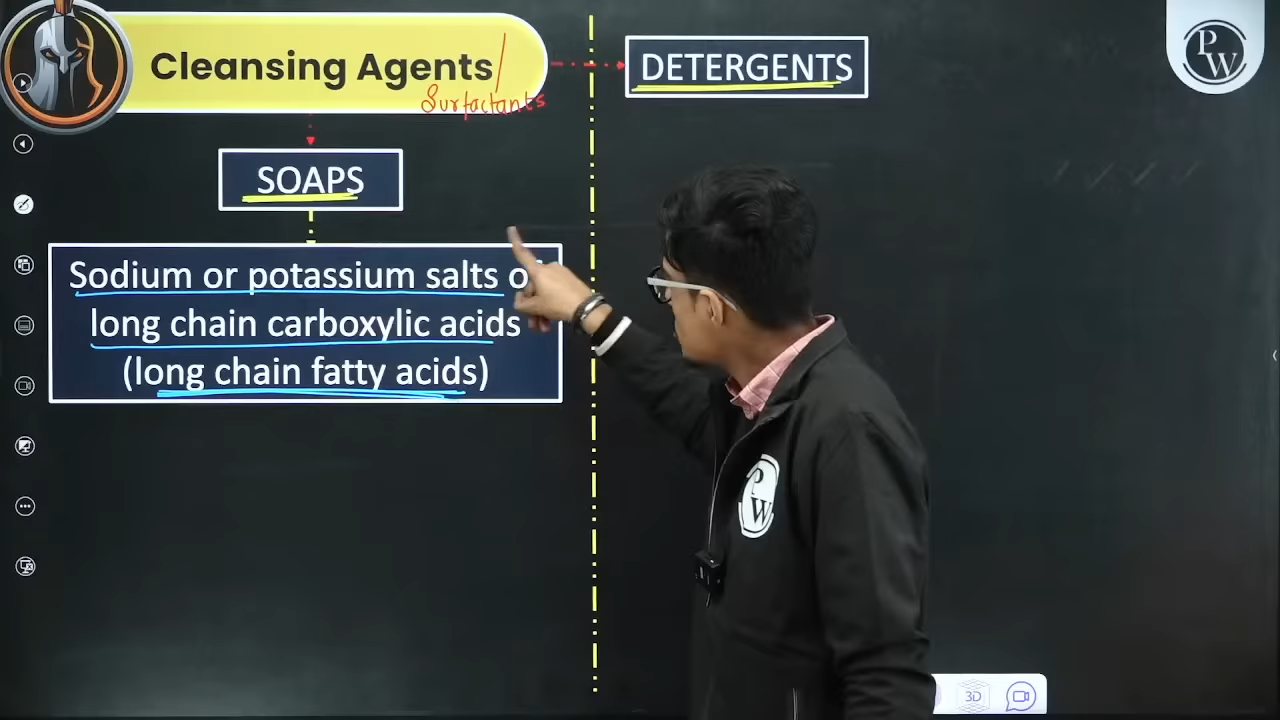 Cleansing Agents/
Surfactants
DETERGENTS
PW
SOAPS
Sodium or potassium salts of
long chain carboxylic acids
(long chain fatty acids)
PW
3D